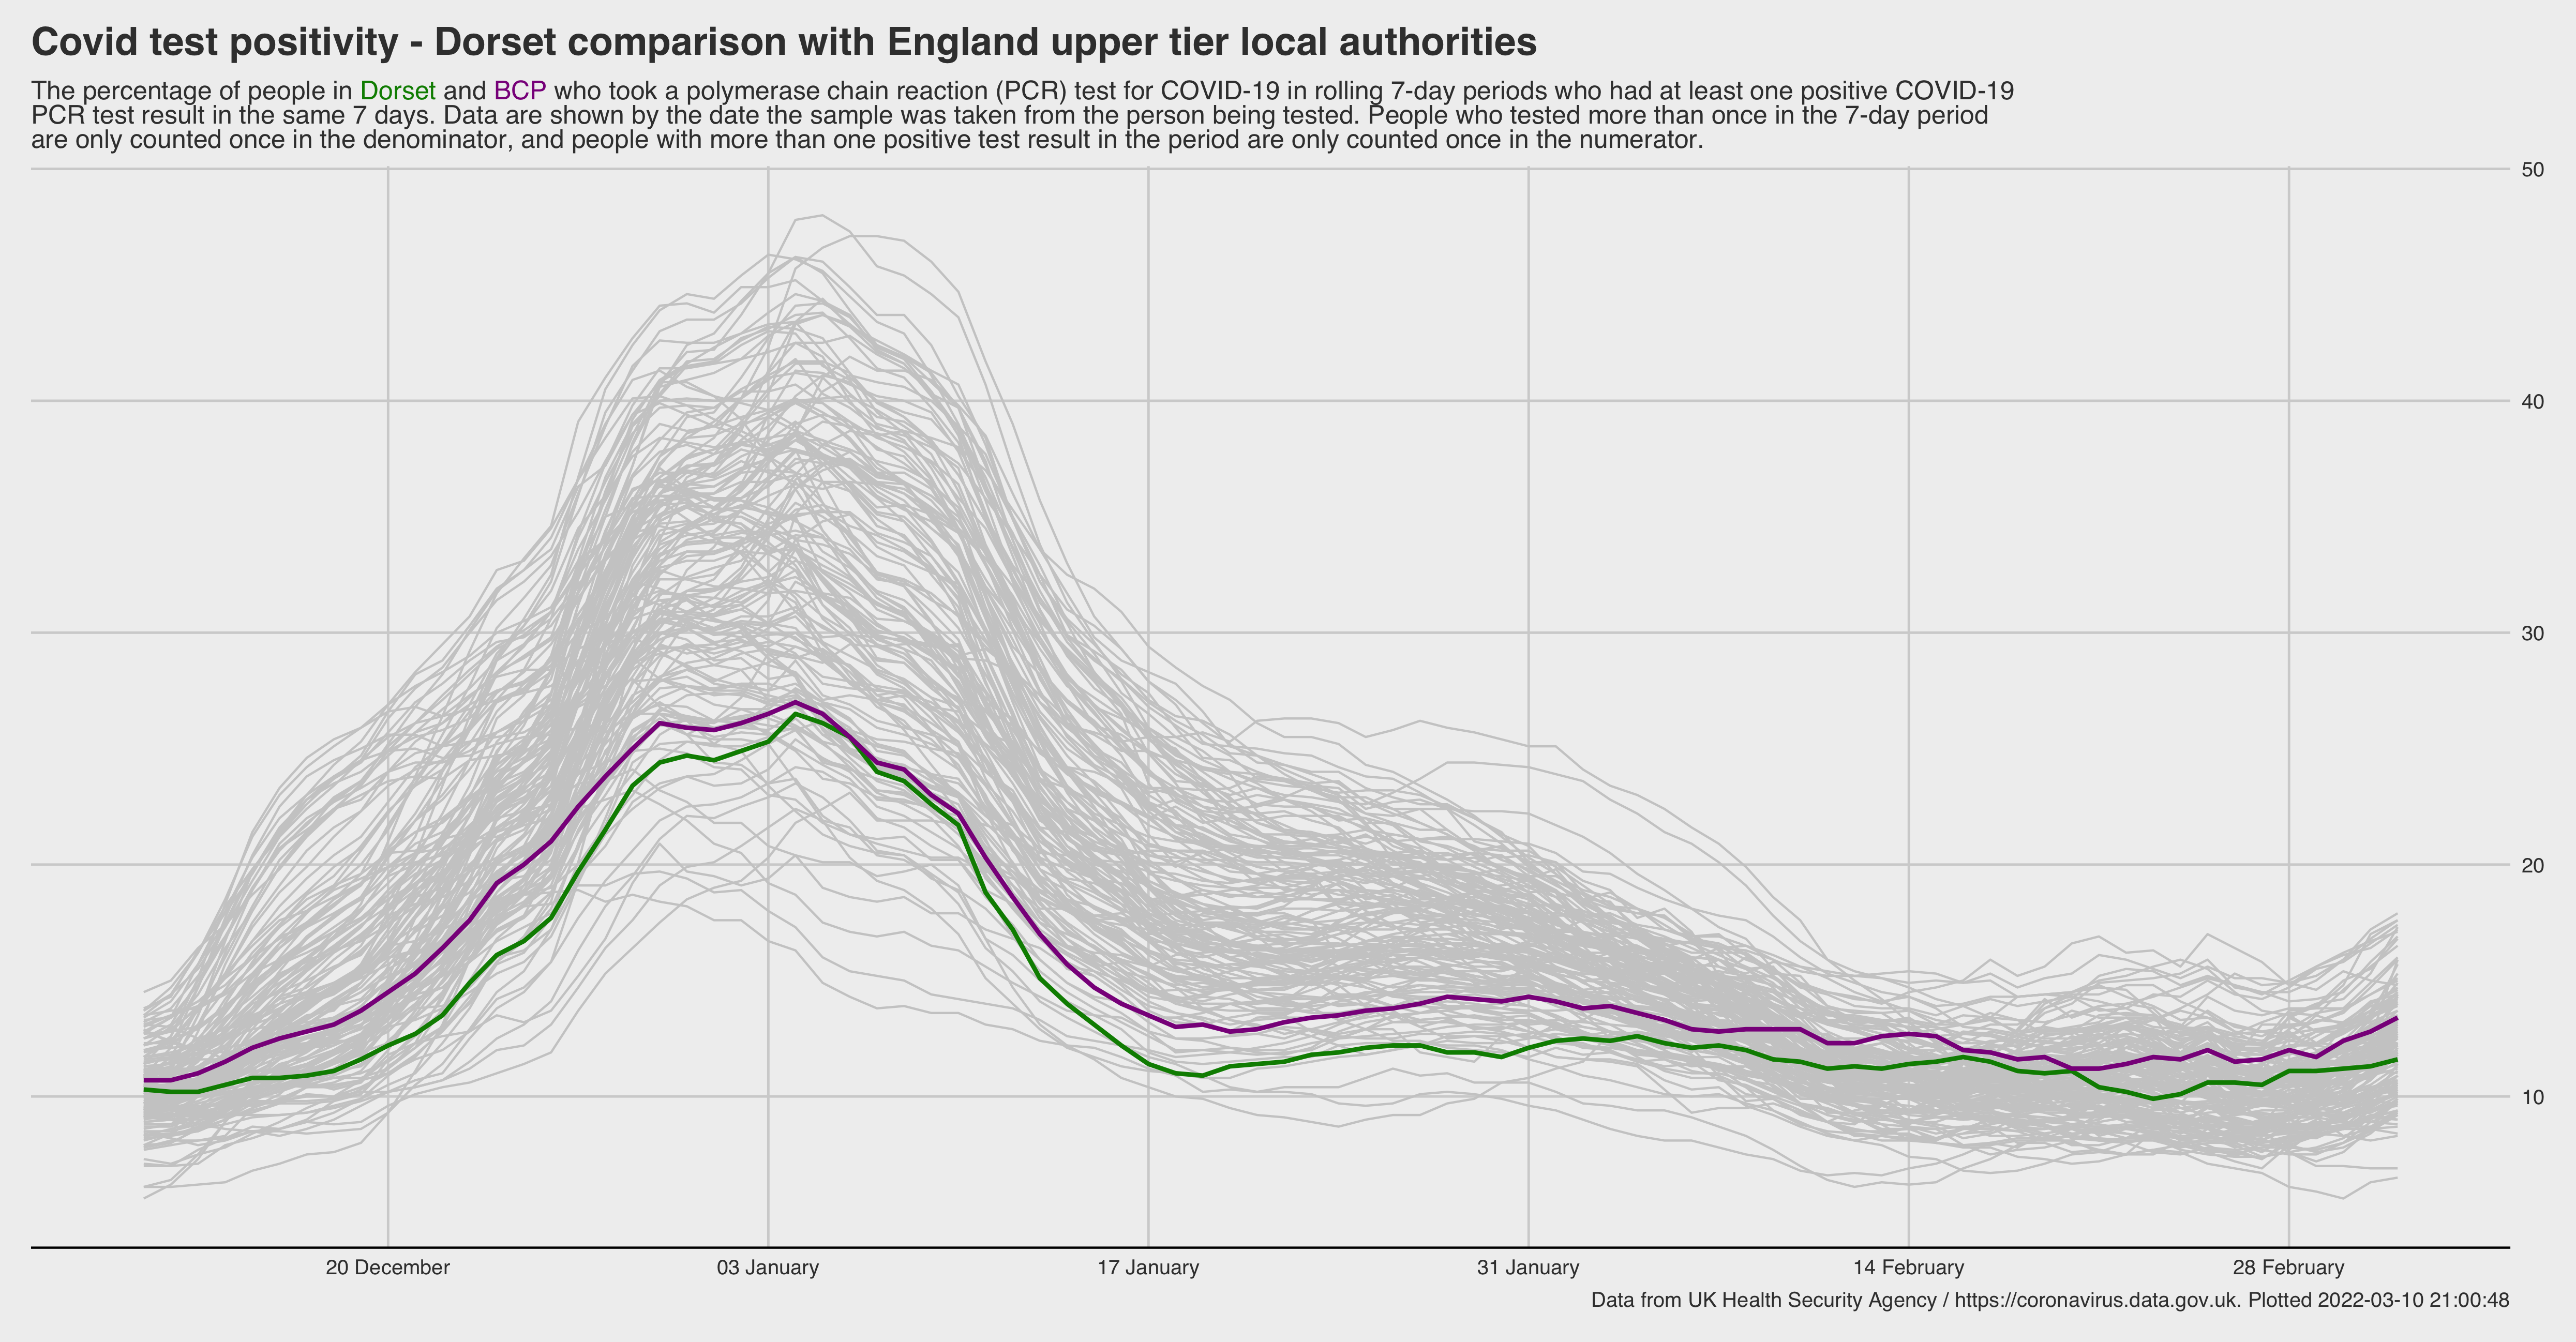 Covid test positivity - Dorset comparison with England upper tier local authorities
The percentage of people in Dorset and BCP who took a polymerase chain reaction (PCR) test for COVID-19 in rolling 7-day periods who had at least one positive COVID-19
PCR test result in the same 7 days. Data are shown by the date the sample was taken from the person being tested. People who tested more than once in the 7-day period
are only counted once in the denominator, and people with more than one positive test result in the period are only counted once in the numerator.
50
40
30
20
10
20 December
03 January
17 January
31 January
14 February
28 February
Data from UK Health Security Agency / https://coronavirus.data.gov.uk. Plotted 2022-03-10 21:00:48